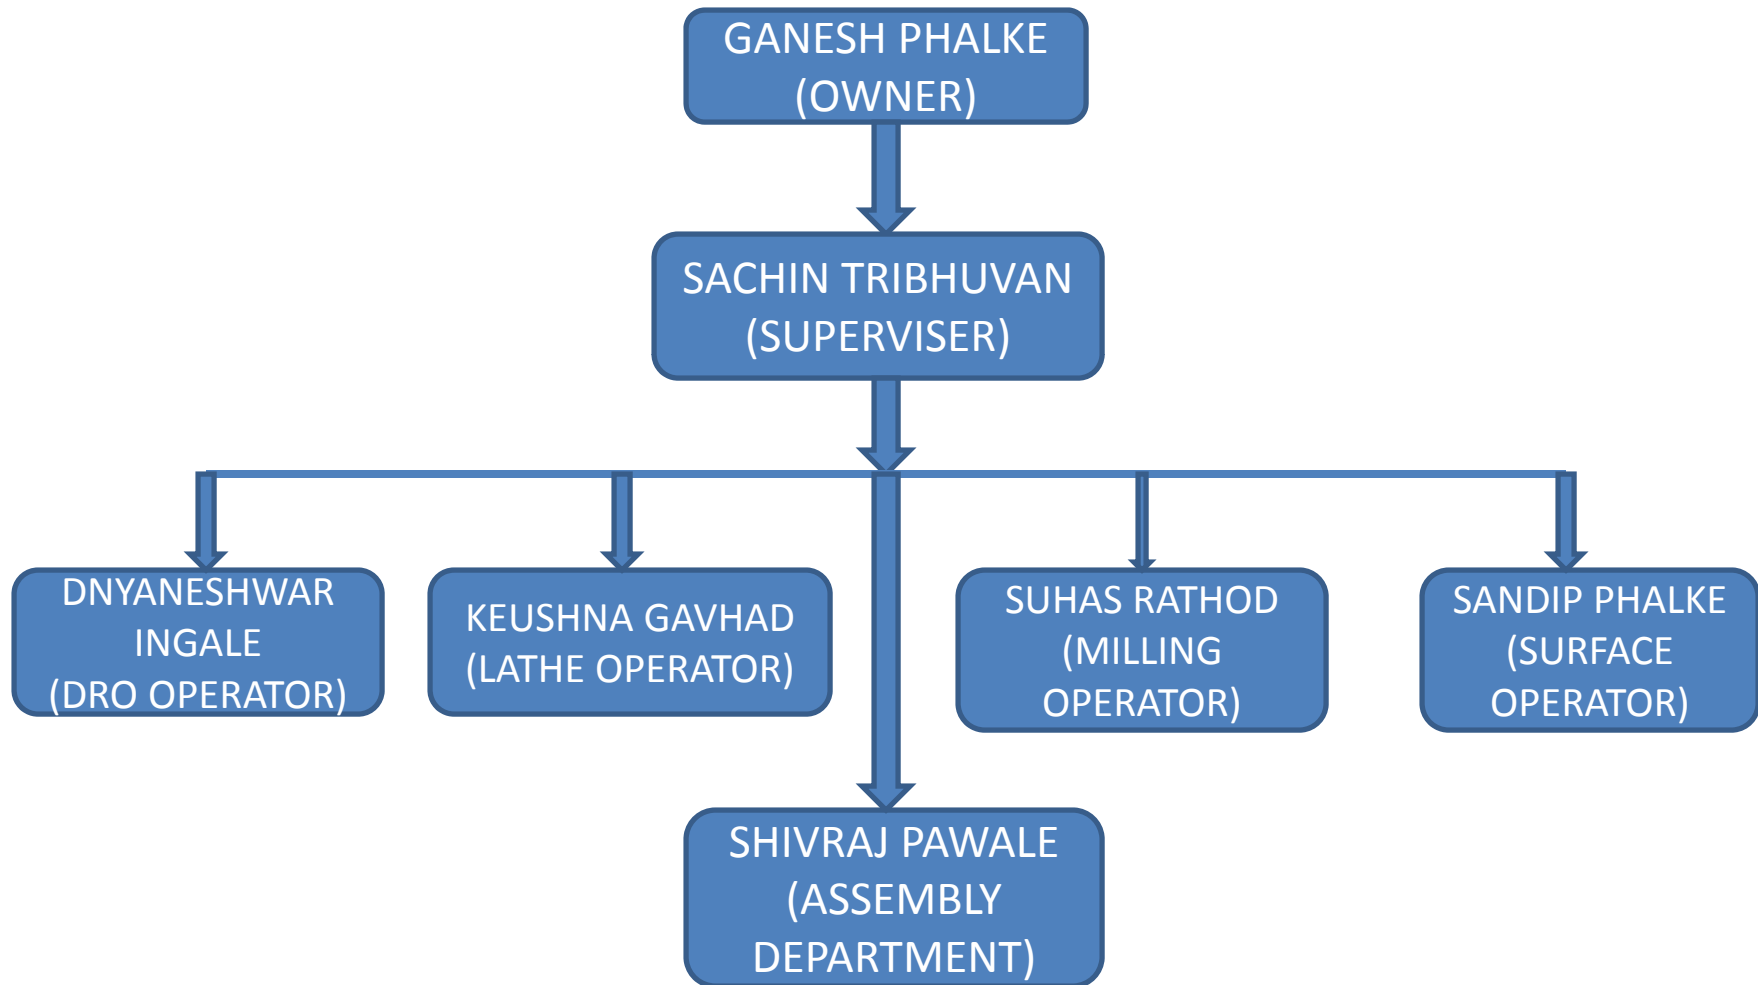 GANESH PHALKE
(OWNER)
SACHIN TRIBHUVAN
(SUPERVISER)
DNYANESHWAR
INGALE
(DRO OPERATOR)
KEUSHNA GAVHAD
(LATHE OPERATOR)
SUHAS RATHOD
(MILLING
OPERATOR)
SANDIP PHALKE
(SURFACE
OPERATOR)
SHIVRAJ PAWALE
(ASSEMBLY
DEPARTMENT)